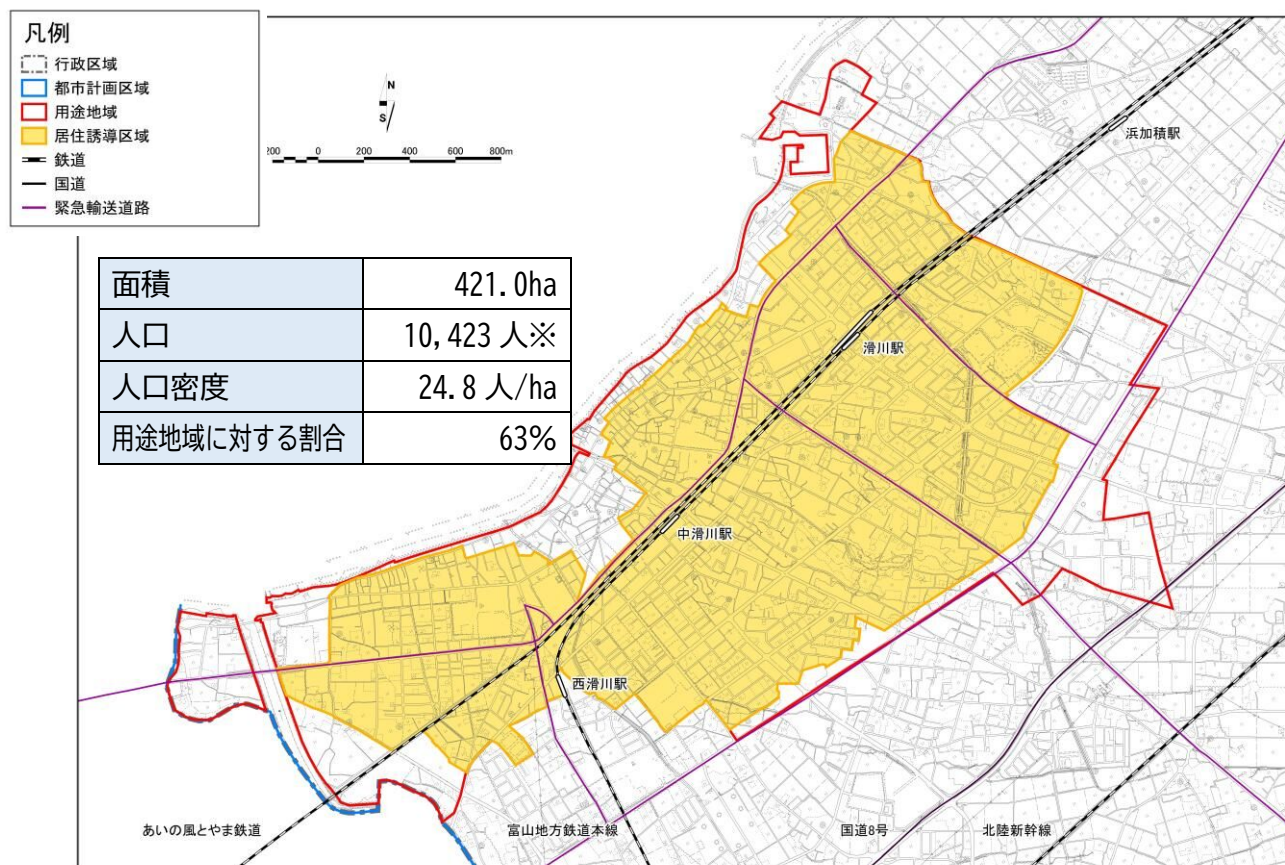 凡例
行政区域
都市計画区域
用途地域
居住誘導区域
鉄道
国道
緊急輸送道路
N
S
200 0 200 400 600 800m
浜加積駅
面積 421.0ha
人口 10,423 人※
人口密度 24.8 人/ha
用途地域に対する割合 63%
滑川駅
中滑川駅
西滑川駅
あいの風とやま鉄道
富山地方鉄道本線
国道8号
北陸新幹線